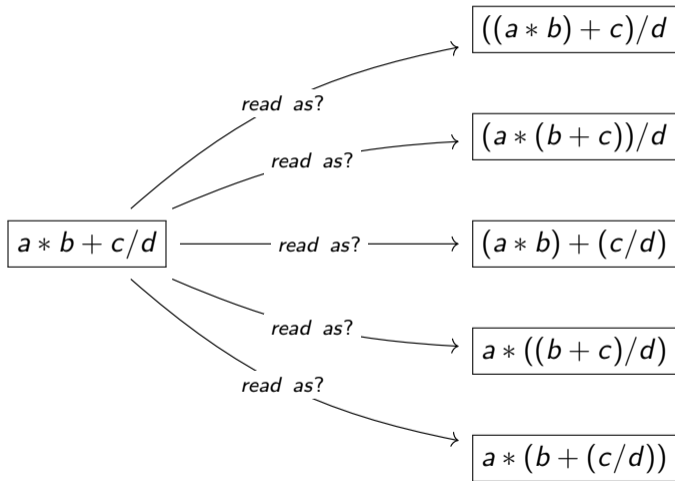 ((a * b) + c)/d
read as?
(a * (b + c))/d
read as?
a * b + c/d
read as?
(a * b) + (c/d)
read as?
a * ((b + c)/d)
read as?
a * (b + (c/d))